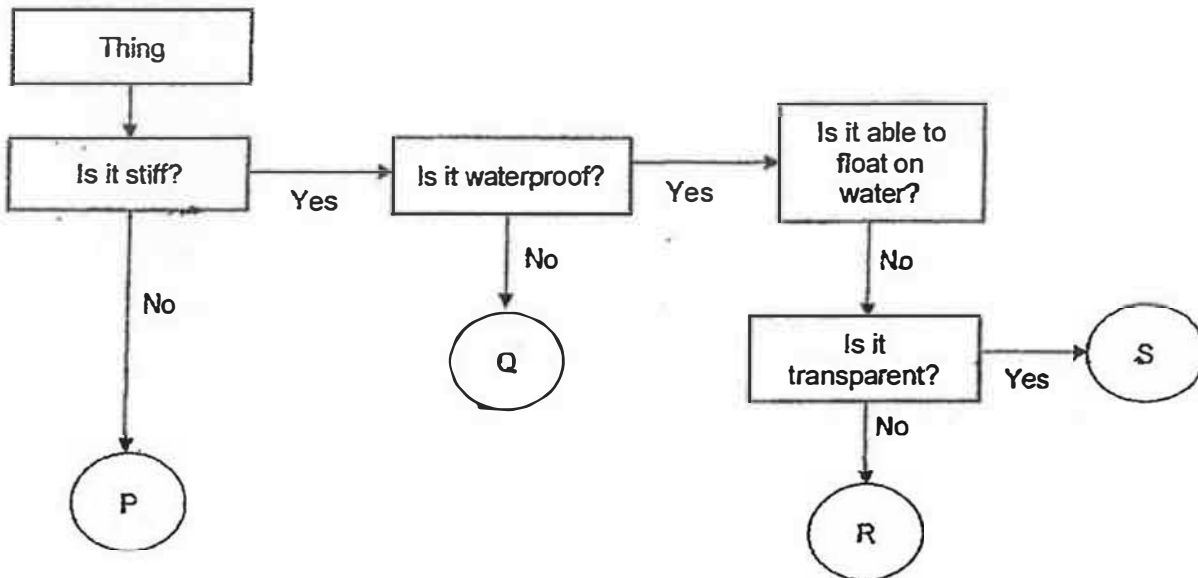 Thing
Is it stiff?
Yes
Is it waterproof?
Yes
Is it able to
float on
water?
No
No
No
Is it
transparent?
Yes
S
Q
No
P
R